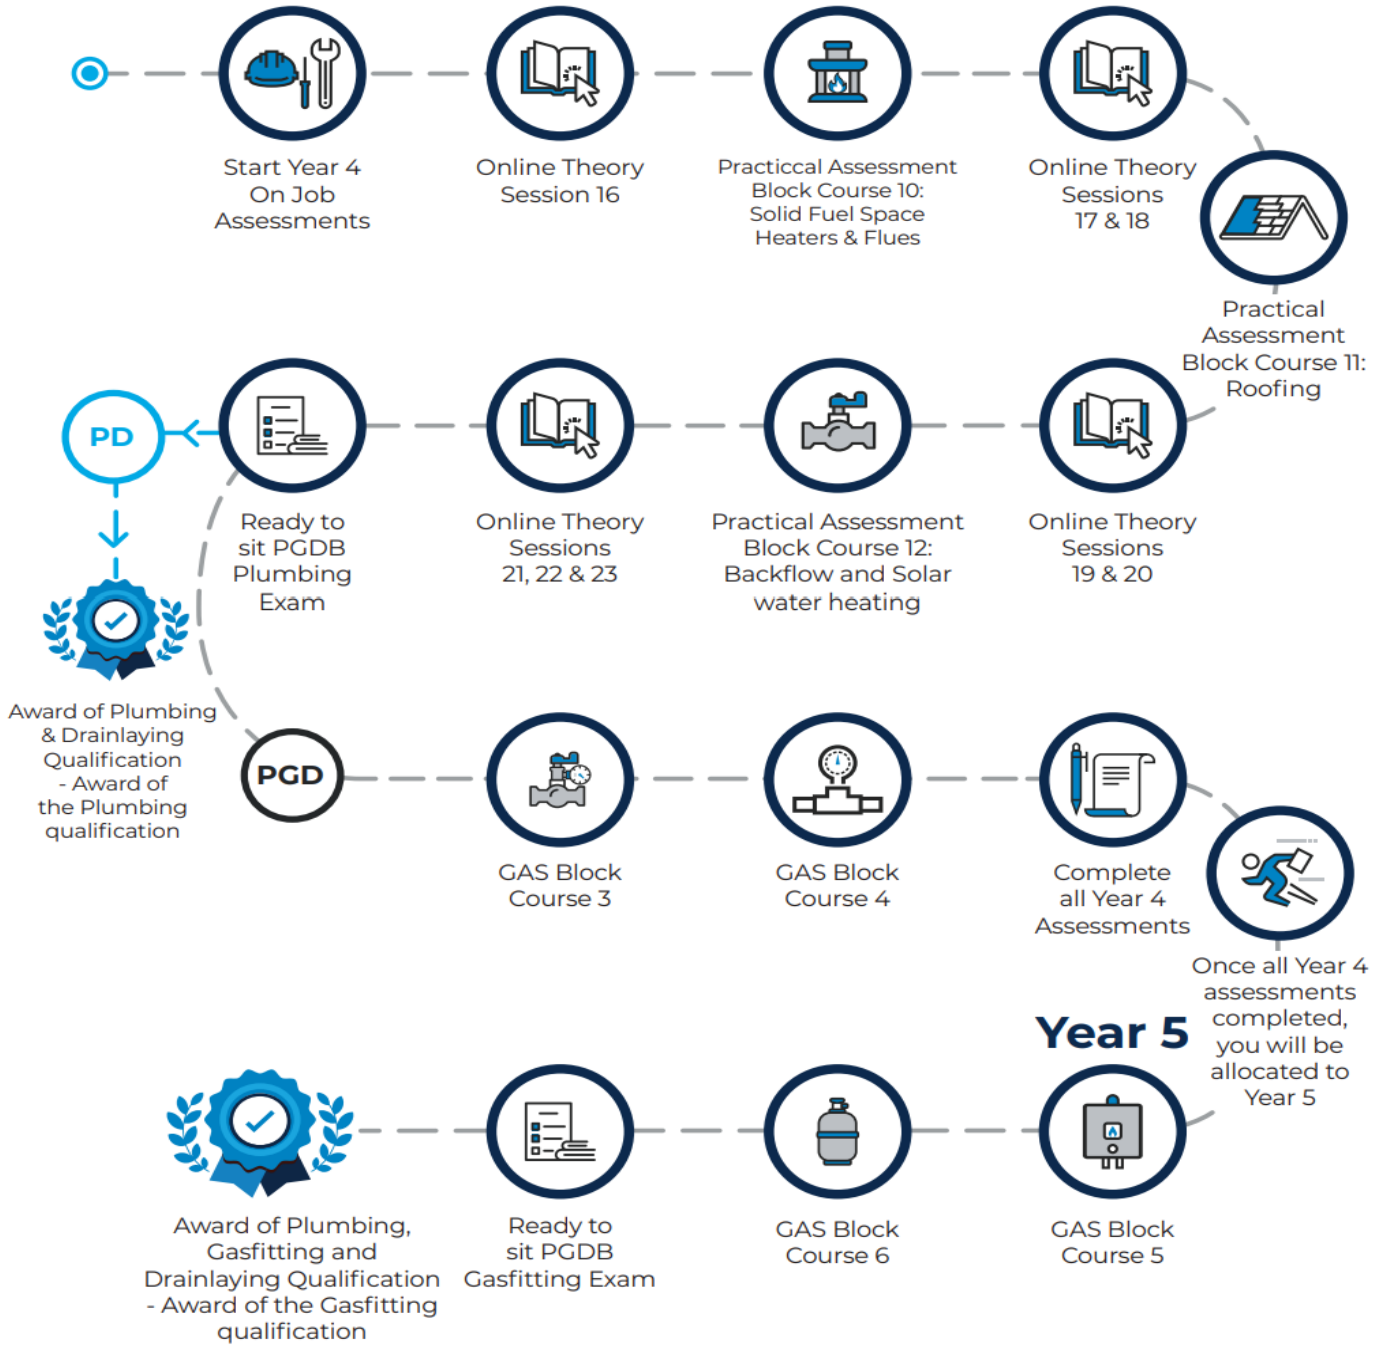 Start Year 4
On Job
Assessments
Online Theory
Session 16
Practiccal Assessment
Block Course 10:
Solid Fuel Space
Heaters & Flues
Online Theory
Sessions
17 & 18
Practical
Assessment
Block Course 11:
Roofing
Online Theory
Sessions
19 & 20
Practical Assessment
Block Course 12:
Backflow and Solar
water heating
Online Theory
Sessions
21, 22 & 23
Ready to
sit PGDB
Plumbing
Exam
PD
Award of Plumbing
& Drainlaying
Qualification
- Award of
the Plumbing
qualification
PGD
GAS Block
Course 3
GAS Block
Course 4
Complete
all Year 4
Assessments
Once all Year 4
assessments
completed,
you will be
allocated to
Year 5
Year 5
GAS Block
Course 5
GAS Block
Course 6
Ready to
sit PGDB
Gasfitting Exam
Award of Plumbing,
Gasfitting and
Drainlaying Qualification
- Award of the Gasfitting
qualification